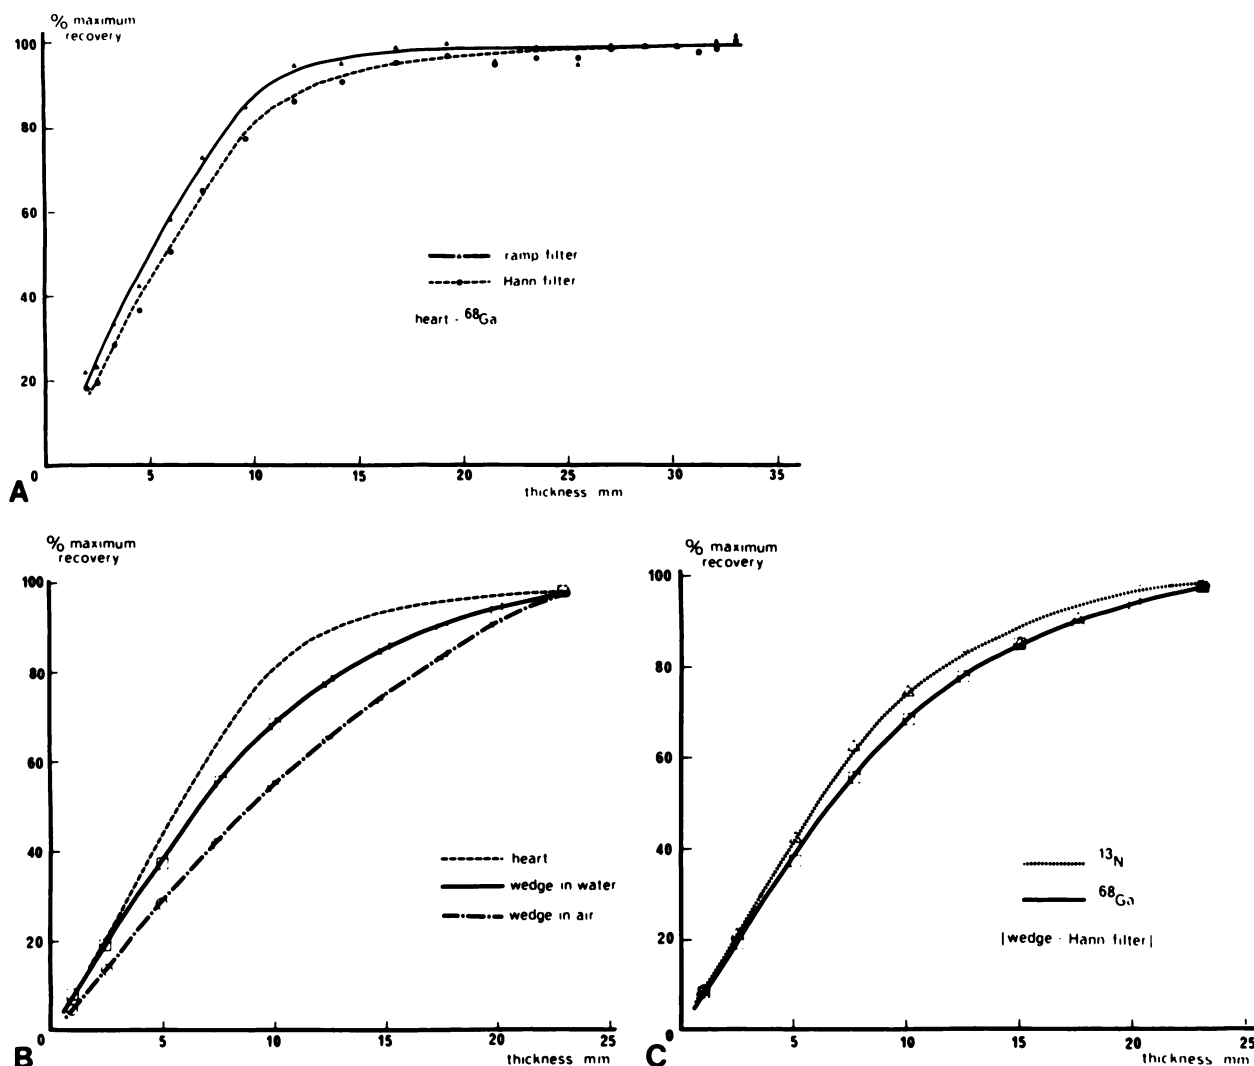 % maximum
recovery
100
80
60
40
20
0
5
10
15
20
25
30
35
thickness mm
ramp filter
Hann filter
heart - ⁶⁸Ga
A
% maximum
recovery
100
80
60
40
20
0
5
10
15
20
25
thickness mm
heart
wedge in water
wedge in air
B
% maximum
recovery
100
80
60
40
20
0
5
10
15
20
25
thickness mm
¹³N
⁶⁸Ga
|wedge - Hann filter|
C